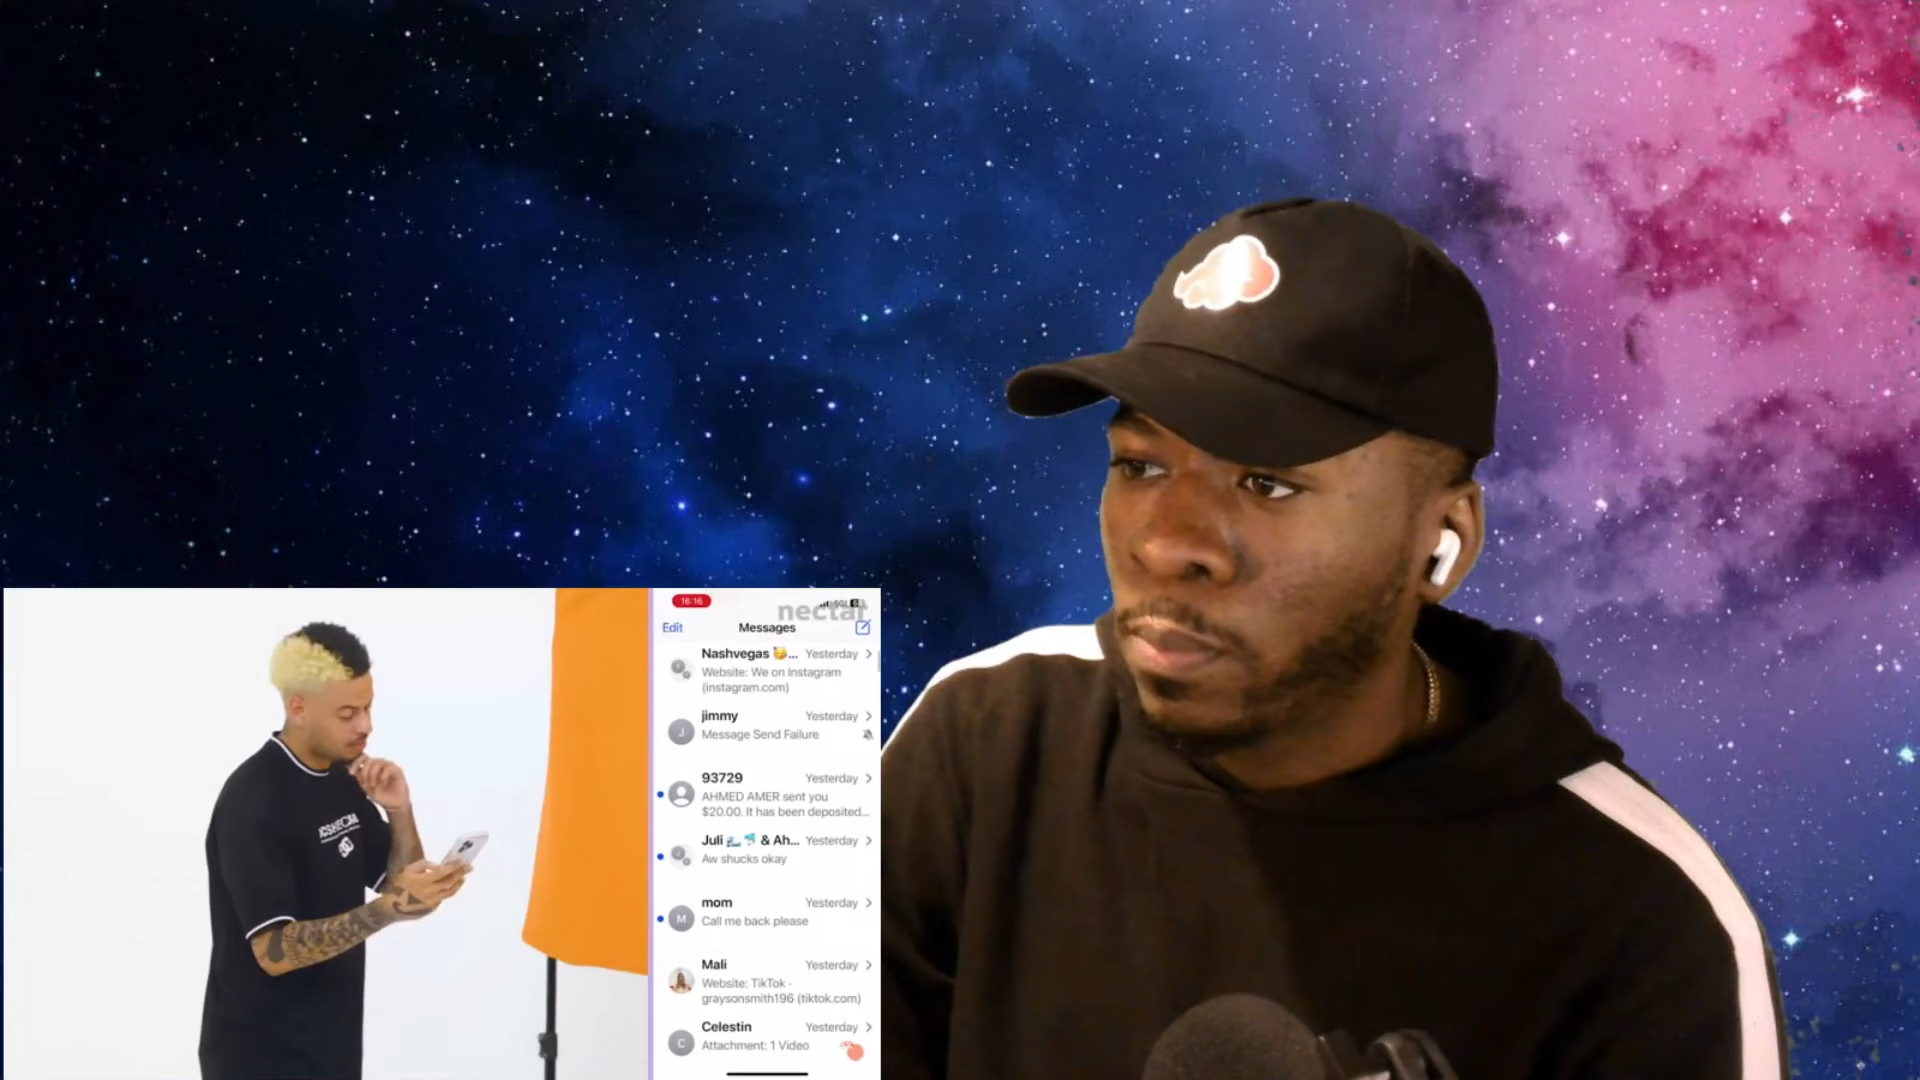 16:16
nectar
Edit
Messages
Nashvegas 🥳... Yesterday
Website: We on Instagram
(instagram.com)
jimmy Yesterday
Message Send Failure
93729 Yesterday
AHMED AMER sent you
$20.00. It has been deposited...
Juli & Ah... Yesterday
Aw shucks okay
mom Yesterday
M
Call me back please
Mali Yesterday
Website: TikTok ·
graysonsmith196 (tiktok.com)
Celestin Yesterday
C
Attachment: 1 Video